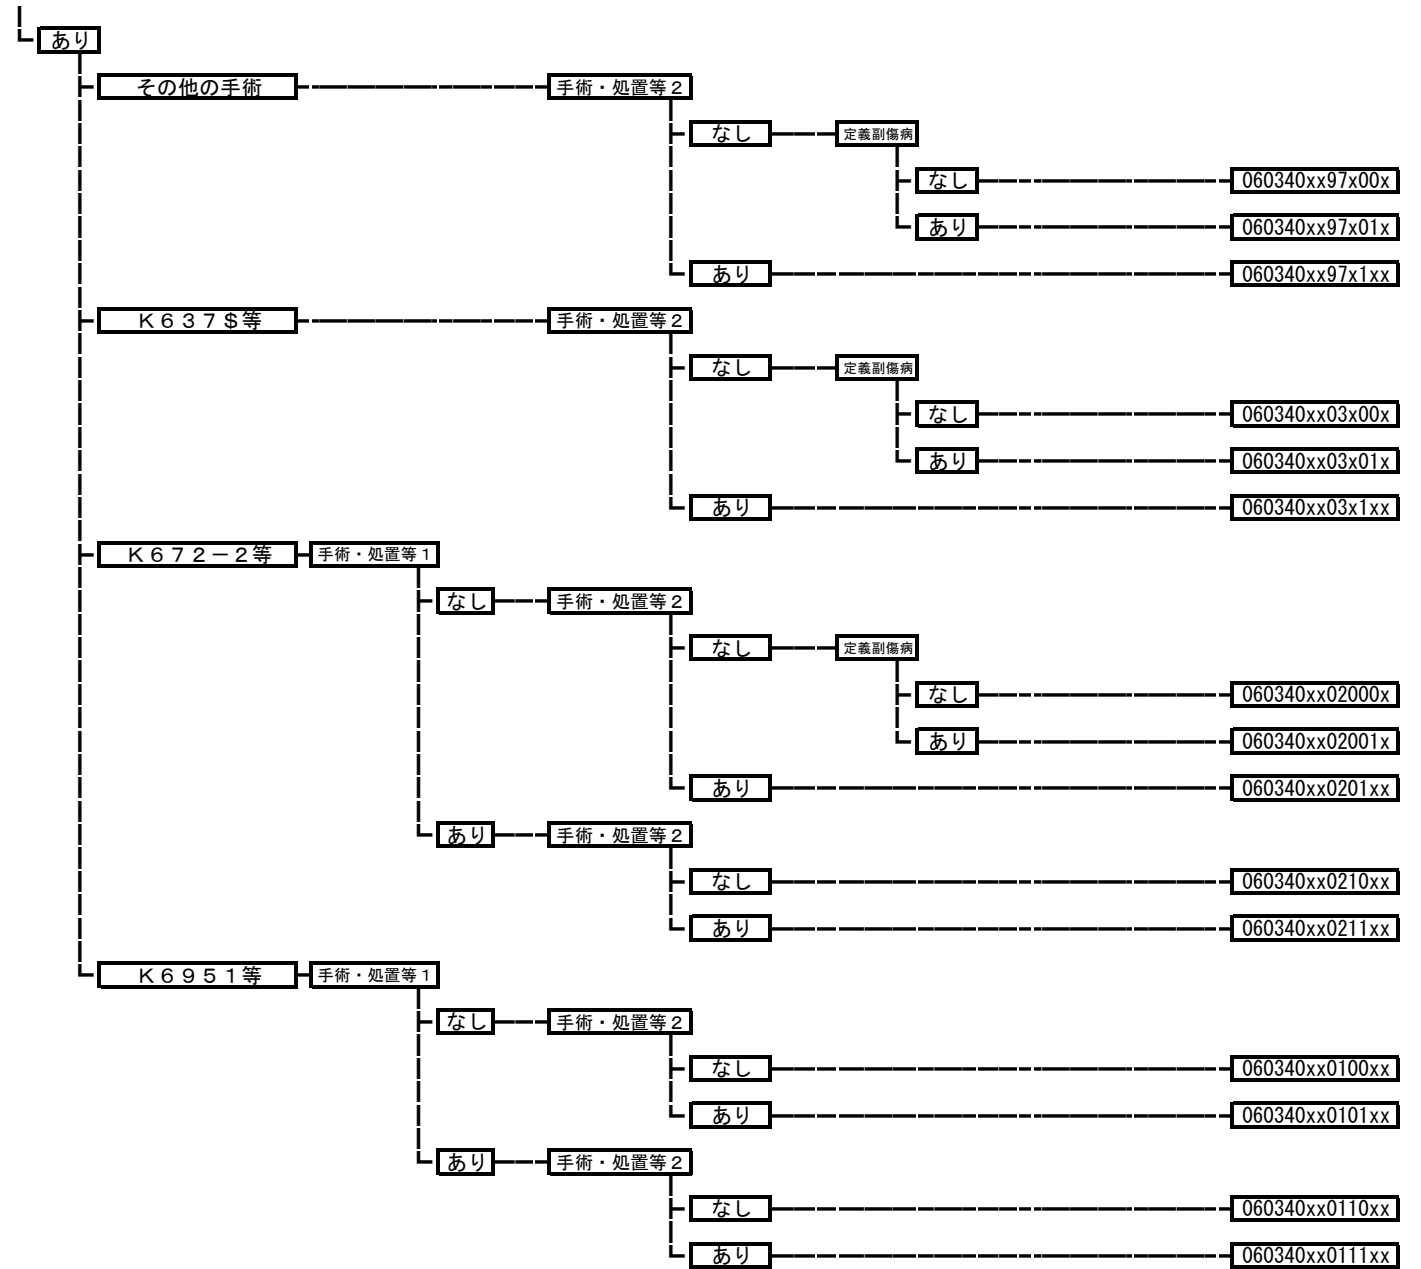 あり
その他の手術 手術・処置等2
なし 定義副傷病
なし 060340xx97x00x
あり 060340xx97x01x
あり 060340xx97x1xx
K637$等 手術・処置等2
なし 定義副傷病
なし 060340xx03x00x
あり 060340xx03x01x
あり 060340xx03x1xx
K672-2等 手術・処置等1
なし 手術・処置等2
なし 定義副傷病
なし 060340xx02000x
あり 060340xx02001x
あり 060340xx0201xx
あり 手術・処置等2
なし 060340xx0210xx
あり 060340xx0211xx
K6951等 手術・処置等1
なし 手術・処置等2
なし 060340xx0100xx
あり 060340xx0101xx
あり 手術・処置等2
なし 060340xx0110xx
あり 060340xx0111xx